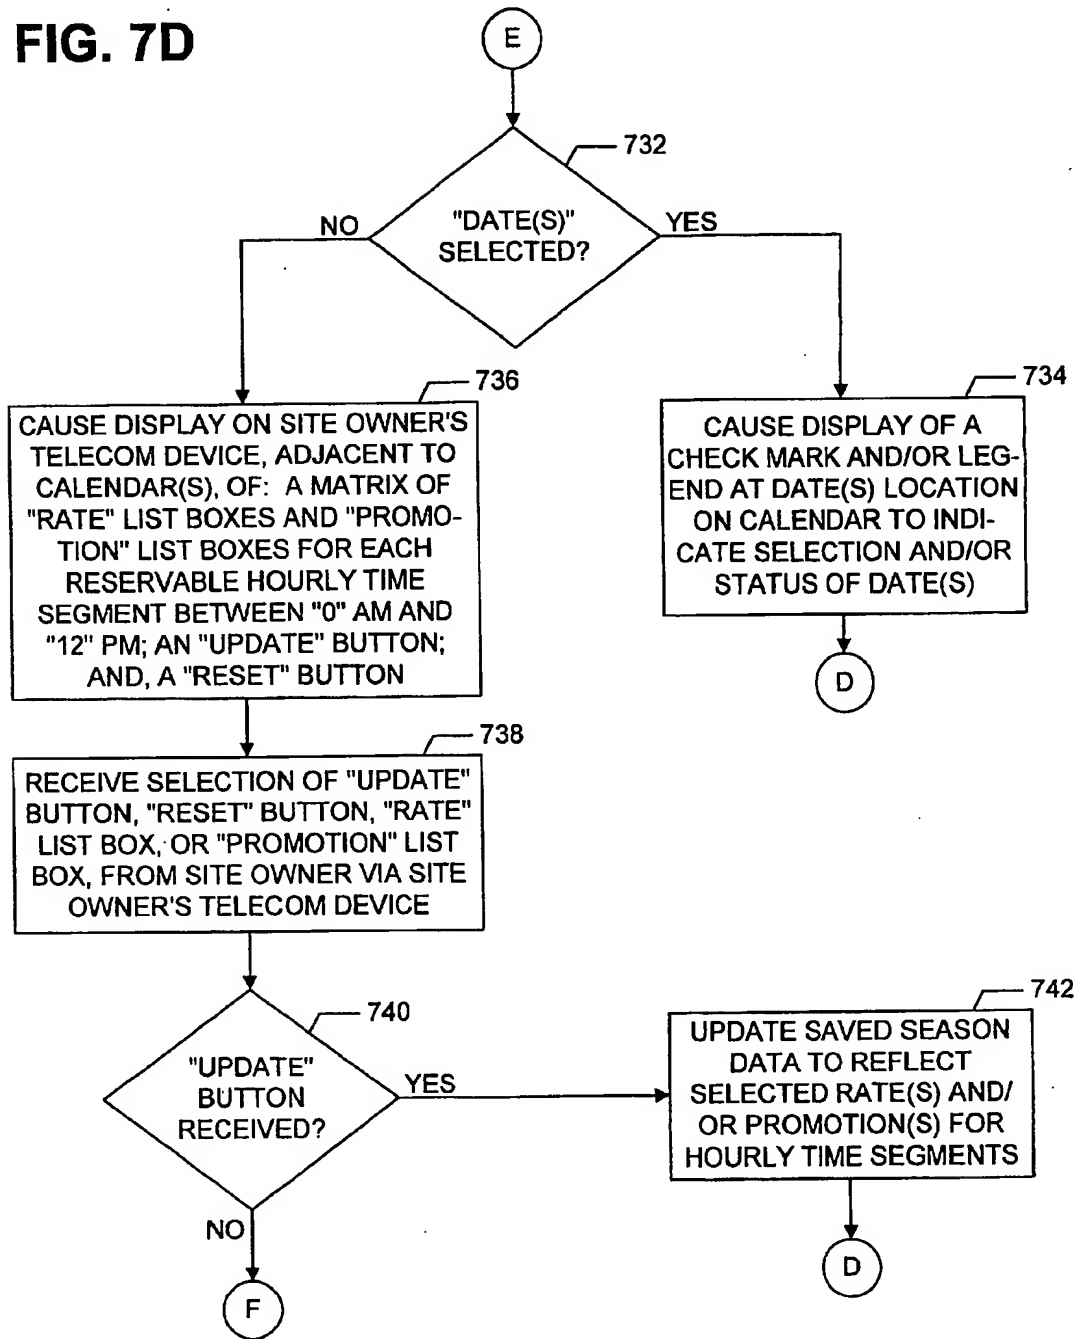 FIG. 7D
E
732
"DATE(S)"
SELECTED?
NO
YES
736
CAUSE DISPLAY ON SITE OWNER'S
TELECOM DEVICE, ADJACENT TO
CALENDAR(S), OF: A MATRIX OF
"RATE" LIST BOXES AND "PROMO-
TION" LIST BOXES FOR EACH
RESERVABLE HOURLY TIME
SEGMENT BETWEEN "0" AM AND
"12" PM; AN "UPDATE" BUTTON;
AND, A "RESET" BUTTON
734
CAUSE DISPLAY OF A
CHECK MARK AND/OR LEG-
END AT DATE(S) LOCATION
ON CALENDAR TO INDI-
CATE SELECTION AND/OR
STATUS OF DATE(S)
D
738
RECEIVE SELECTION OF "UPDATE"
BUTTON, "RESET" BUTTON, "RATE"
LIST BOX, OR "PROMOTION" LIST
BOX, FROM SITE OWNER VIA SITE
OWNER'S TELECOM DEVICE
740
"UPDATE"
BUTTON
RECEIVED?
YES
NO
742
UPDATE SAVED SEASON
DATA TO REFLECT
SELECTED RATE(S) AND/
OR PROMOTION(S) FOR
HOURLY TIME SEGMENTS
D
F